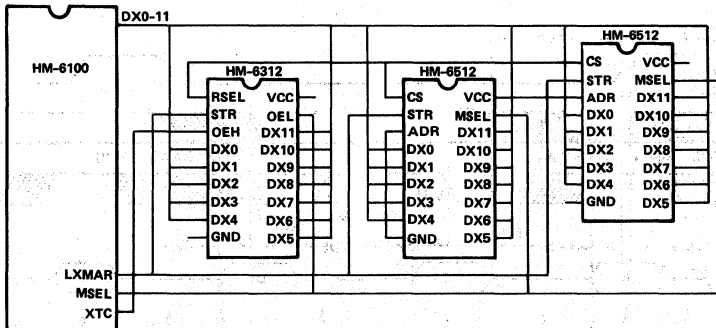 DX0-11
HM-6100
LXMAR
MSEL
XTC
HM-6312
RSEL VCC
STR OEL
OEH DX11
DX0 DX10
DX1 DX9
DX2 DX8
DX3 DX7
DX4 DX6
GND DX5
HM-6512
CS VCC
STR MSEL
ADR DX11
DX0 DX10
DX1 DX9
DX2 DX8
DX3 DX7
DX4 DX6
GND DX5
HM-6512
CS VCC
STR MSEL
ADR DX11
DX0 DX10
DX1 DX9
DX2 DX8
DX3 DX7
DX4 DX6
GND DX5